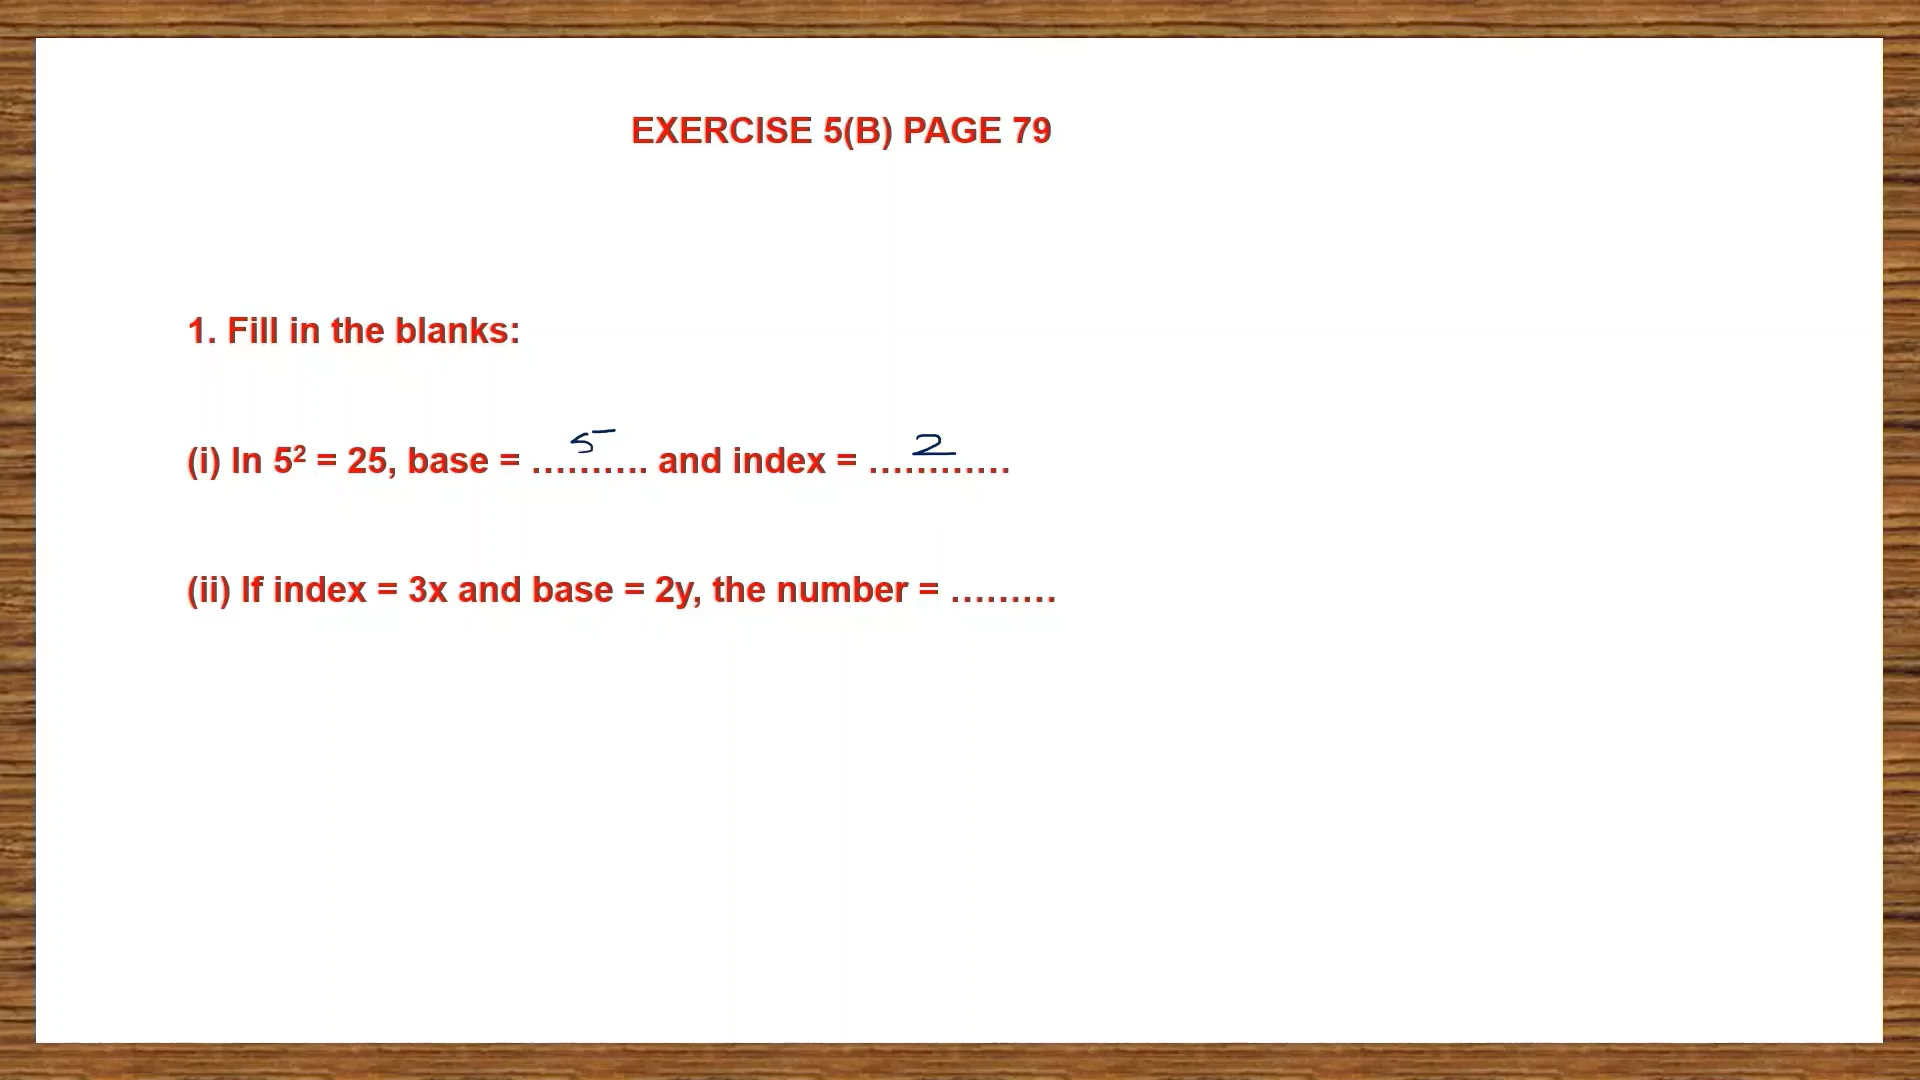 EXERCISE 5(B) PAGE 79
1. Fill in the blanks:
(i) In 5² = 25, base = ....5...... and index = ....2........
(ii) If index = 3x and base = 2y, the number = .........